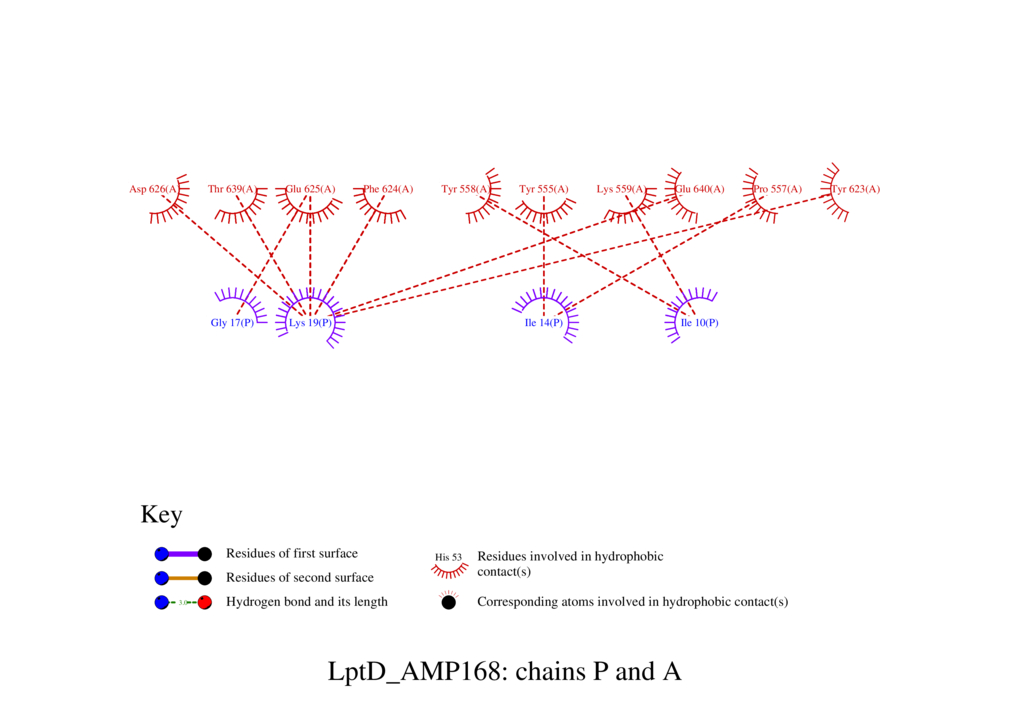 Asp 626(A) Thr 639(A) Glu 625(A) Phe 624(A) Tyr 558(A) Tyr 555(A) Lys 559(A) Glu 640(A) Pro 557(A) Tyr 623(A)
Gly 17(P) Lys 19(P) Ile 14(P) Ile 10(P)
Key
Residues of first surface
Residues of second surface
3.0 Hydrogen bond and its length
His 53 Residues involved in hydrophobic
contact(s)
Corresponding atoms involved in hydrophobic contact(s)
LptD_AMP168: chains P and A